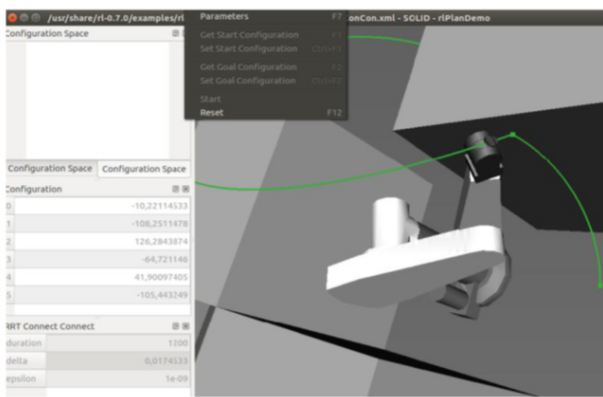 /usr/share/rl-0.7.0/examples/rl
onCon.xml - SOLID - rlPlanDemo
Parameters F7
Get Start Configuration F1
Set Start Configuration
Get Goal Configuration F2
Set Goal Configuration
Start
Reset F12
Configuration Space
Configuration Space Configuration Space
Configuration
0 -10,22114533
1 -108,2511478
2 126,2843874
3 -64,721146
4 41,90097405
5 -105,443249
RRT Connect Connect
duration 1200
delta 0,0174533
epsilon 1e-09